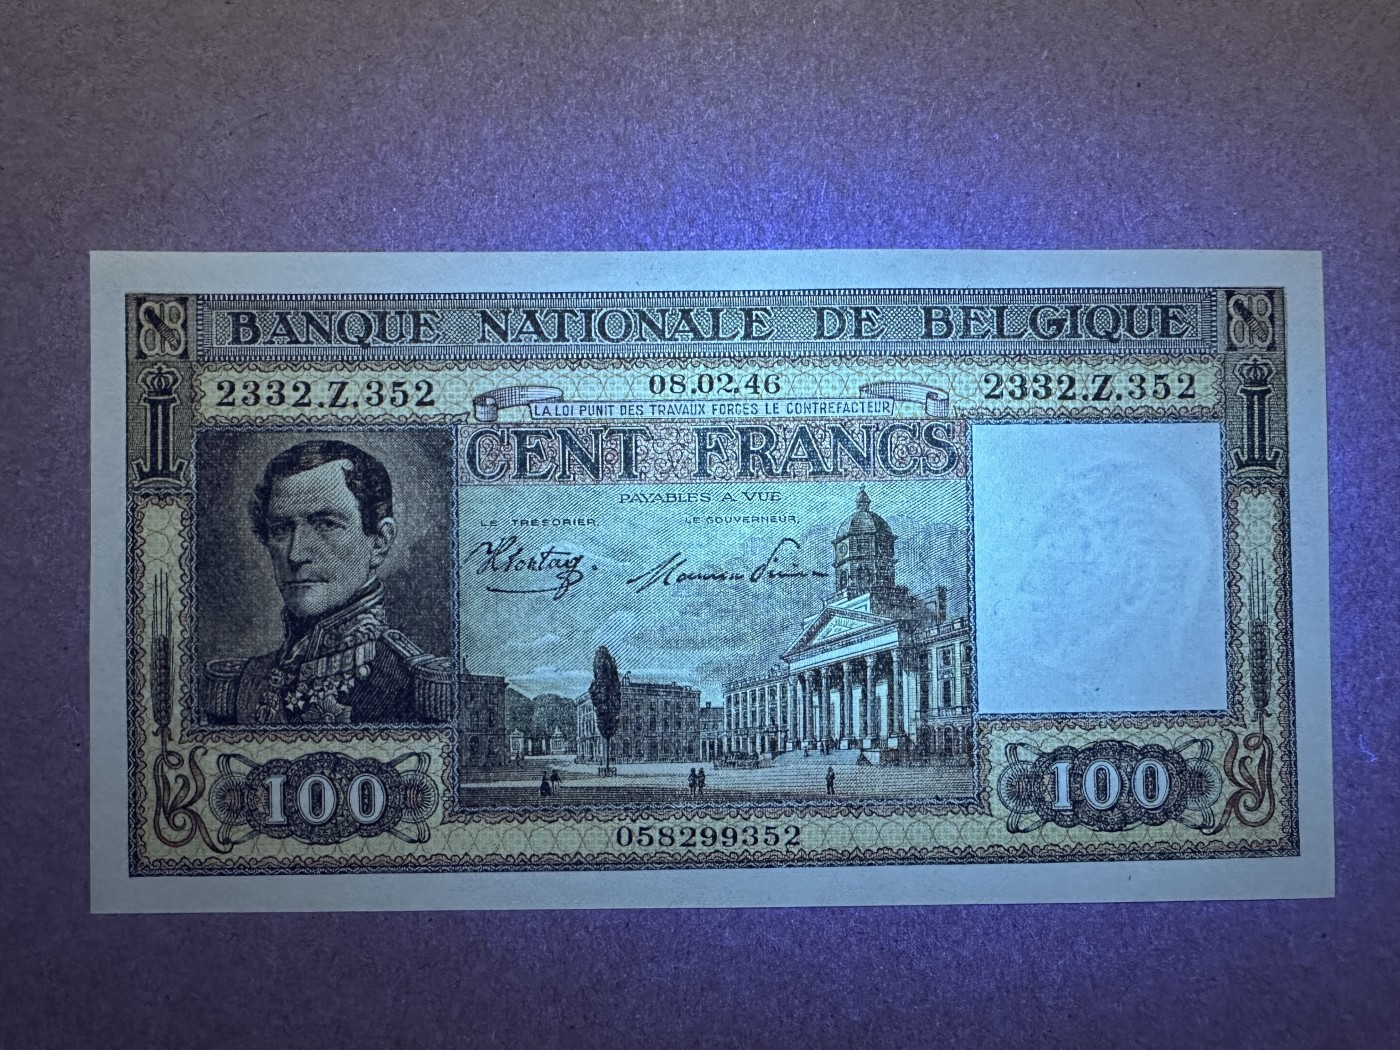 BANQUE NATIONALE DE BELGIQUE
2332.Z.352 08.02.46 2332.Z.352
LA LOI PUNIT DES TRAVAUX FORCES LE CONTREFACTEUR
CENT FRANCS
PAYABLES A VUE
LE TRESORIER, LE GOUVERNEUR,
100 100
058299352